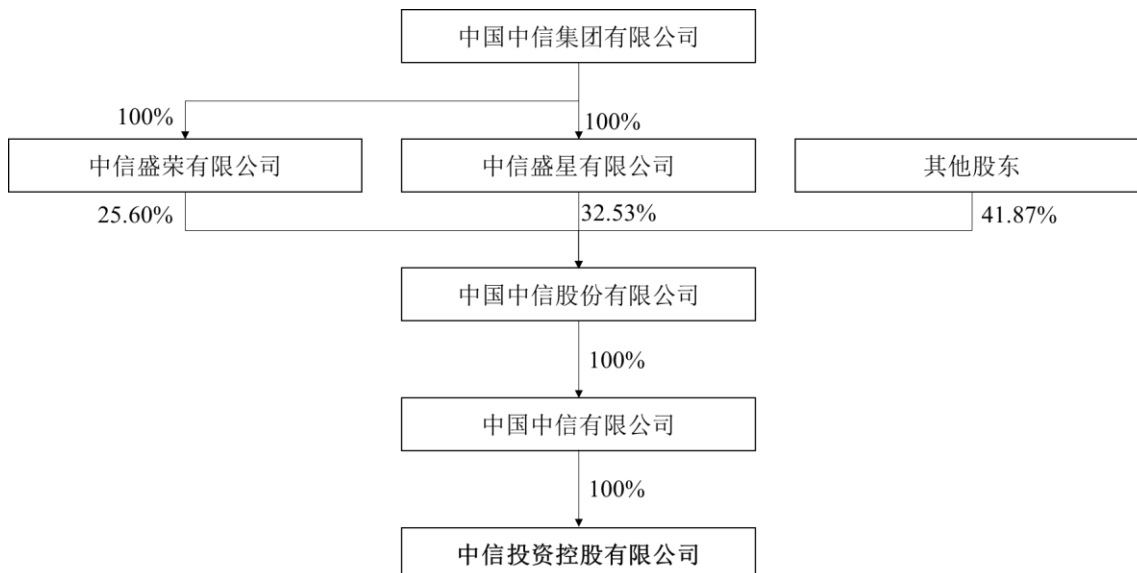 中国中信集团有限公司
100%
100%
中信盛荣有限公司
中信盛星有限公司
其他股东
25.60%
32.53%
41.87%
中国中信股份有限公司
100%
中国中信有限公司
100%
中信投资控股有限公司